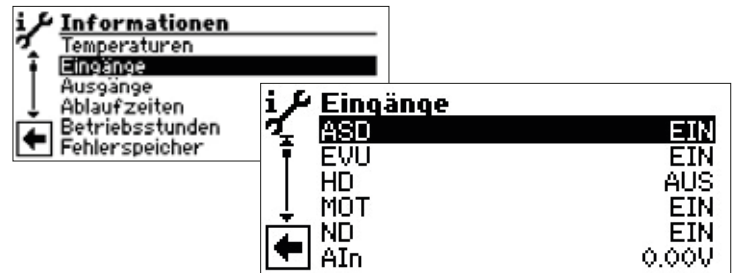 Informationen
Temperaturen
Eingänge
Ausgänge
Ablaufzeiten
Betriebsstunden
Fehlerspeicher
Eingänge
ASD EIN
EVU EIN
HD AUS
MOT EIN
ND EIN
AIn 0.00V